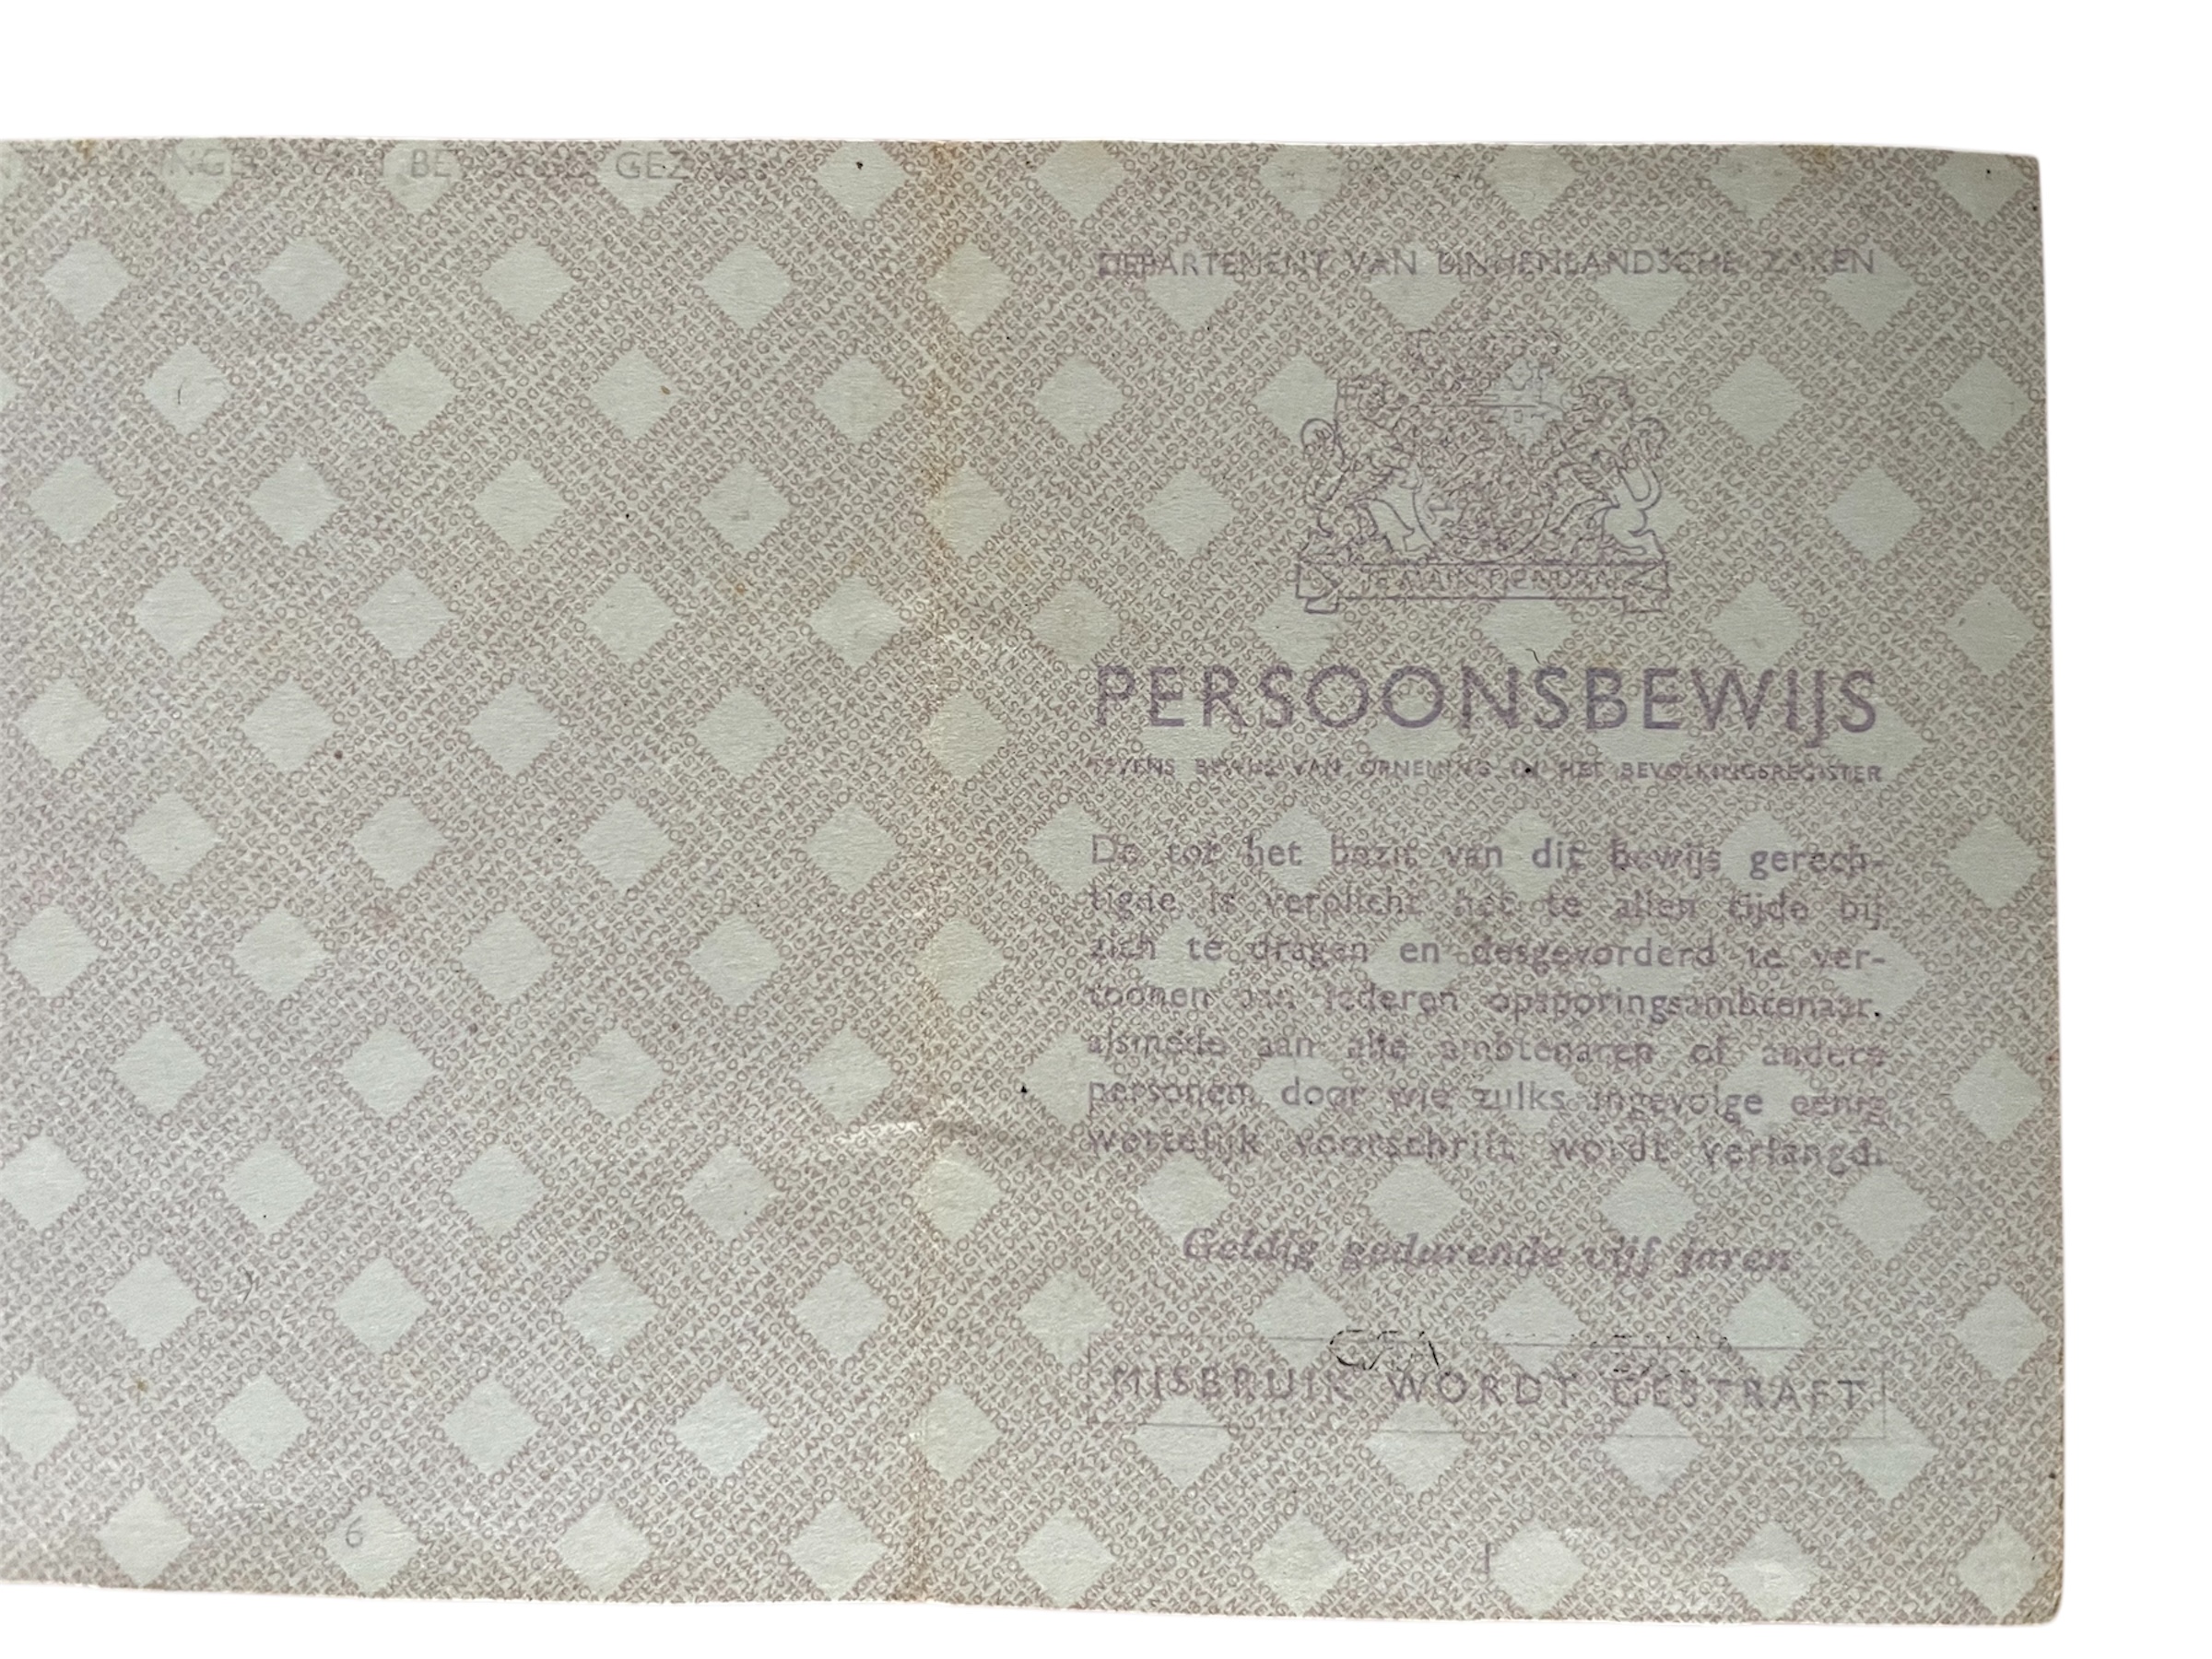 DEPARTEMENT VAN BINNENLANDSCHE ZAKEN
JE MAINTIENDRAI
PERSOONSBEWIJS
TEVENS BEWIJS VAN OPNEMING IN HET BEVOLKINGSREGISTER
De tot het bezit van dit bewijs gerech-
tigde is verplicht het te allen tijde bij
zich te dragen en desgevorderd te ver-
toonen aan iederen opsporingsambtenaar,
alsmede aan alle ambtenaren of andere
personen, door wie zulks ingevolge eenig
wettelijk voorschrift wordt verlangd.
Geldig gedurende vijf jaren
MISBRUIK WORDT GESTRAFT
6
1